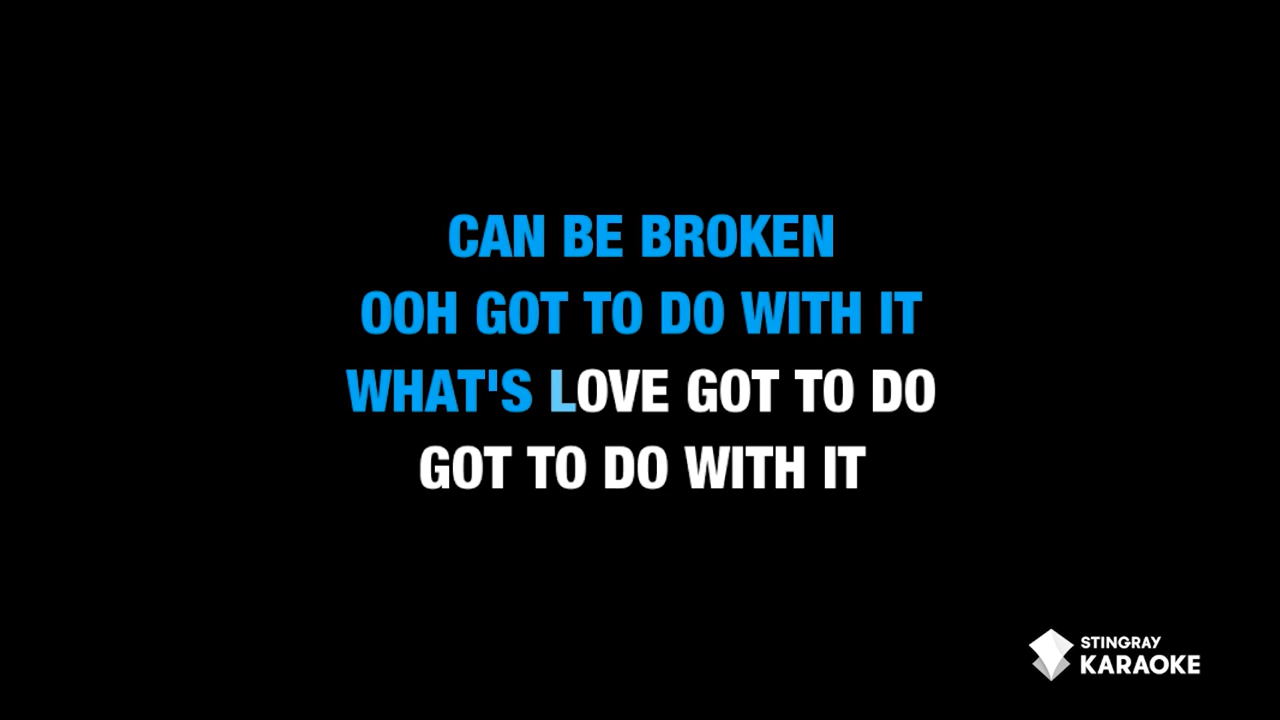 CAN BE BROKEN
OOH GOT TO DO WITH IT
WHAT'S LOVE GOT TO DO
GOT TO DO WITH IT
STINGRAY
KARAOKE